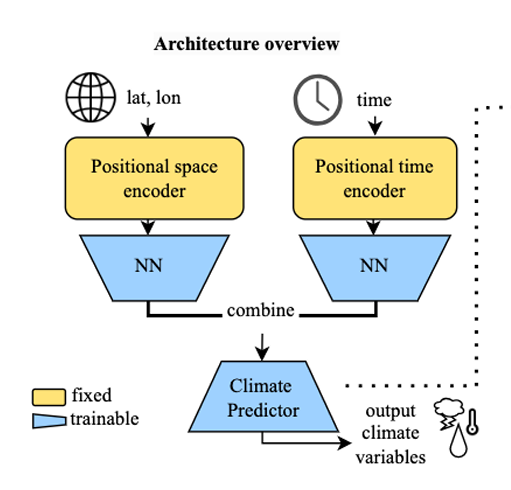 Architecture overview
lat, lon
time
Positional space
encoder
Positional time
encoder
NN
NN
combine
Climate
Predictor
fixed
trainable
output
climate
variables